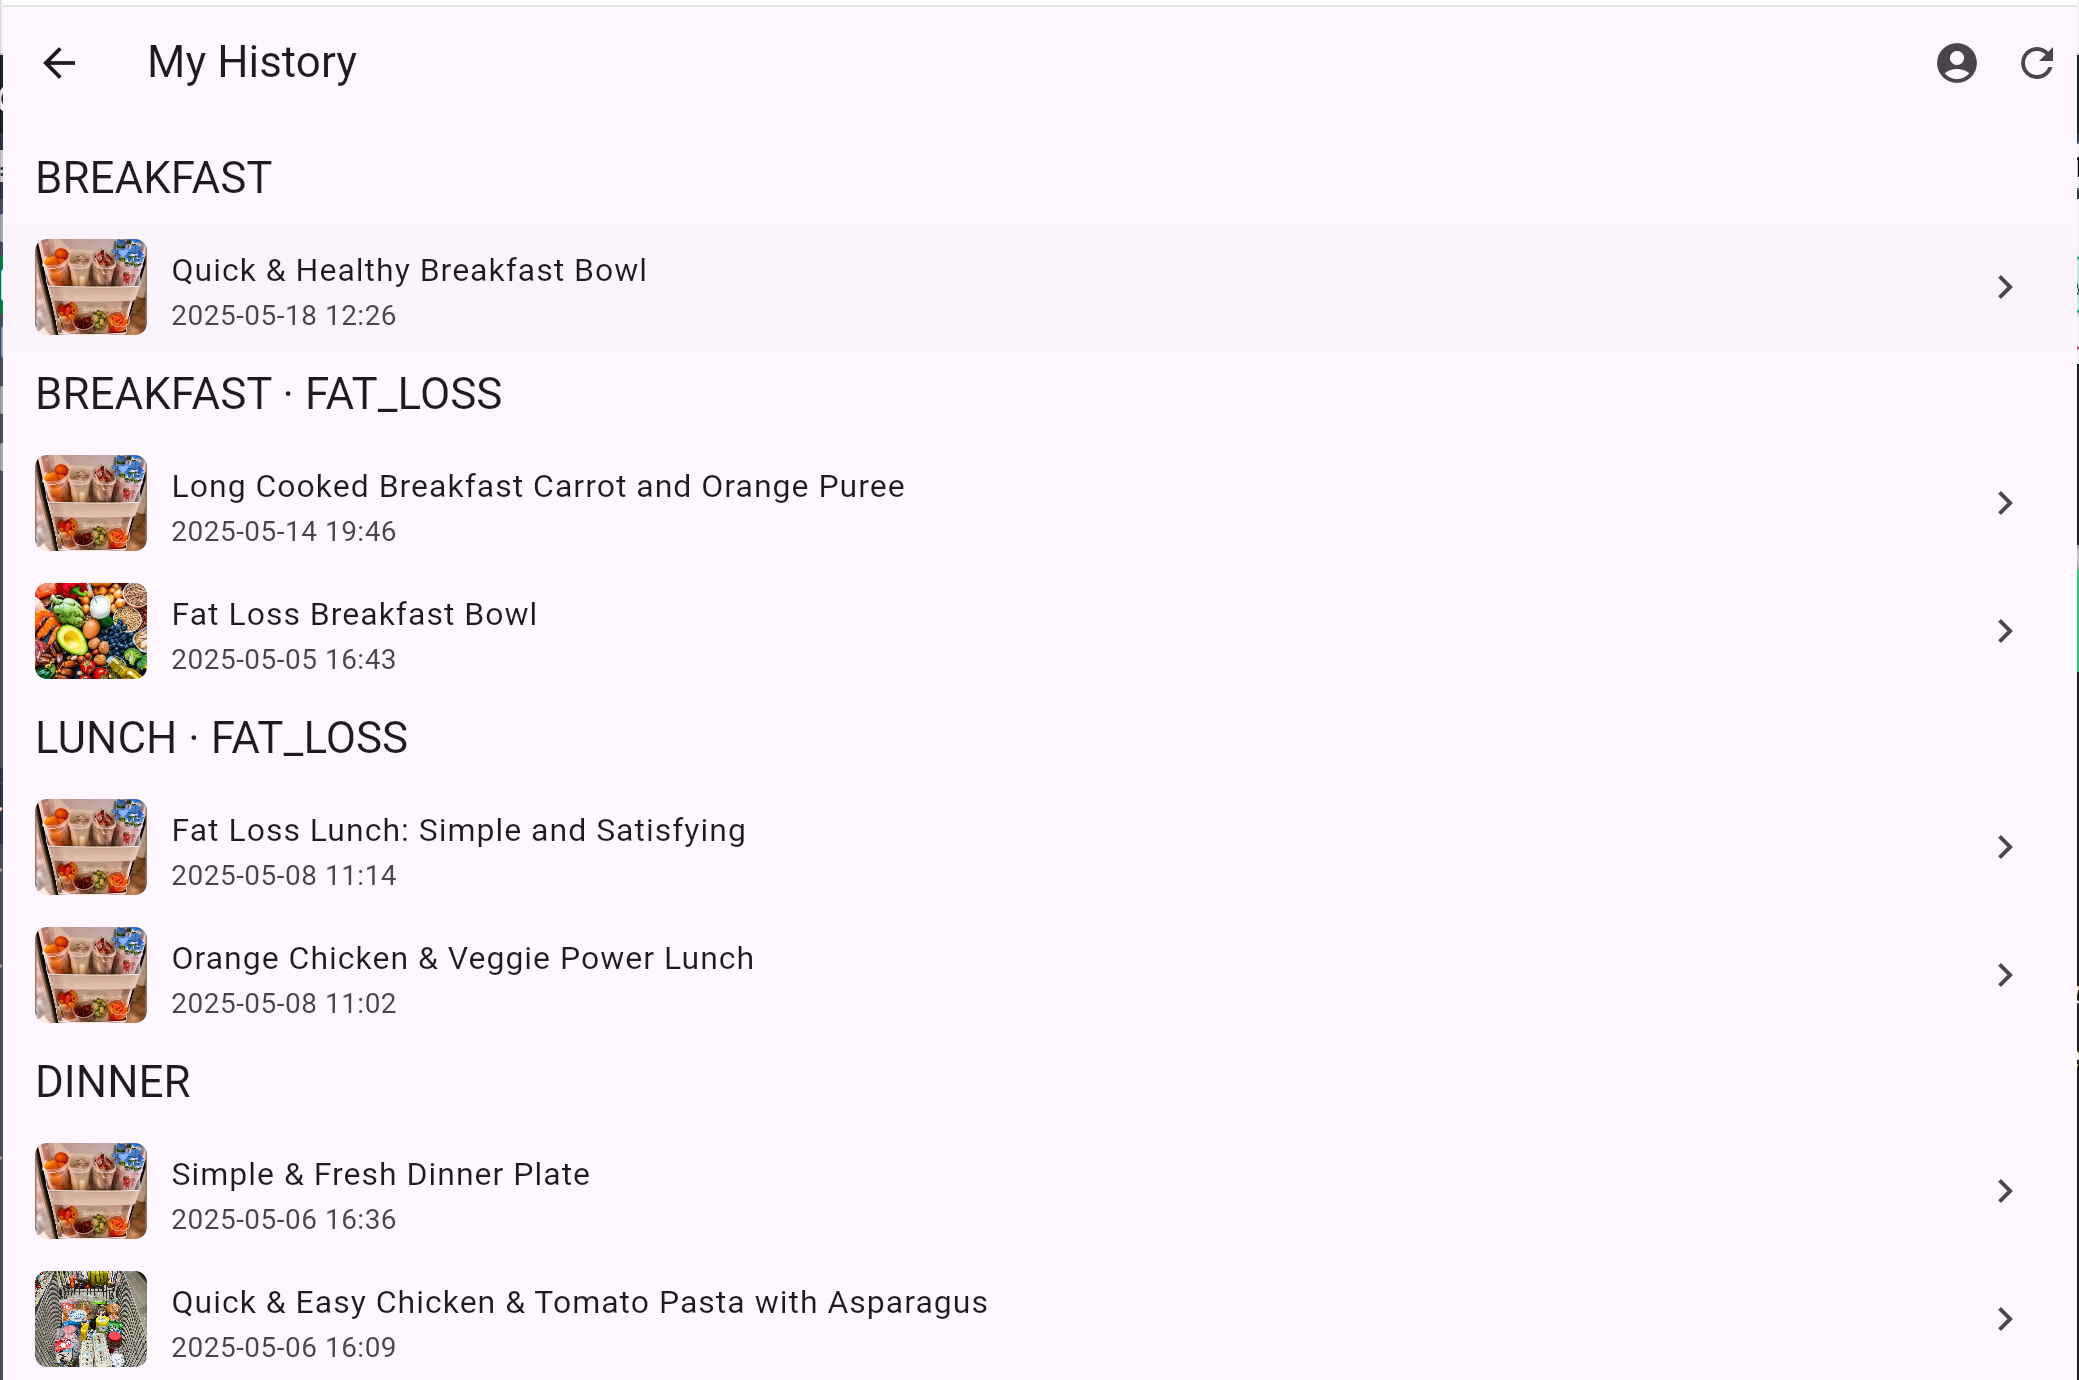 My History
BREAKFAST
Quick & Healthy Breakfast Bowl
2025-05-18 12:26
BREAKFAST · FAT_LOSS
Long Cooked Breakfast Carrot and Orange Puree
2025-05-14 19:46
Fat Loss Breakfast Bowl
2025-05-05 16:43
LUNCH · FAT_LOSS
Fat Loss Lunch: Simple and Satisfying
2025-05-08 11:14
Orange Chicken & Veggie Power Lunch
2025-05-08 11:02
DINNER
Simple & Fresh Dinner Plate
2025-05-06 16:36
Quick & Easy Chicken & Tomato Pasta with Asparagus
2025-05-06 16:09